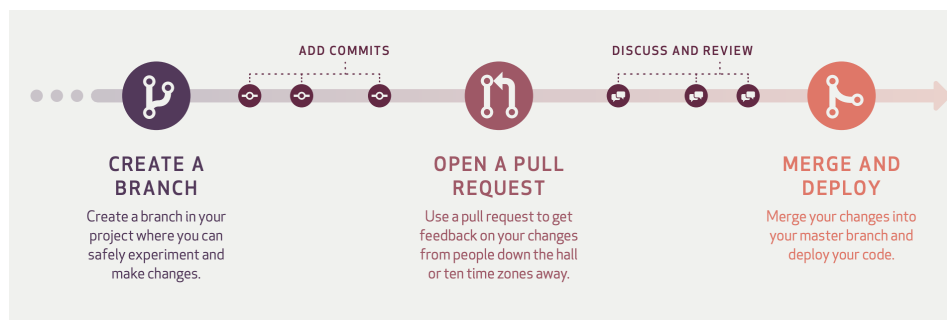 ADD COMMITS
DISCUSS AND REVIEW
CREATE A
BRANCH
Create a branch in your
project where you can
safely experiment and
make changes.
OPEN A PULL
REQUEST
Use a pull request to get
feedback on your changes
from people down the hall
or ten time zones away.
MERGE AND
DEPLOY
Merge your changes into
your master branch and
deploy your code.